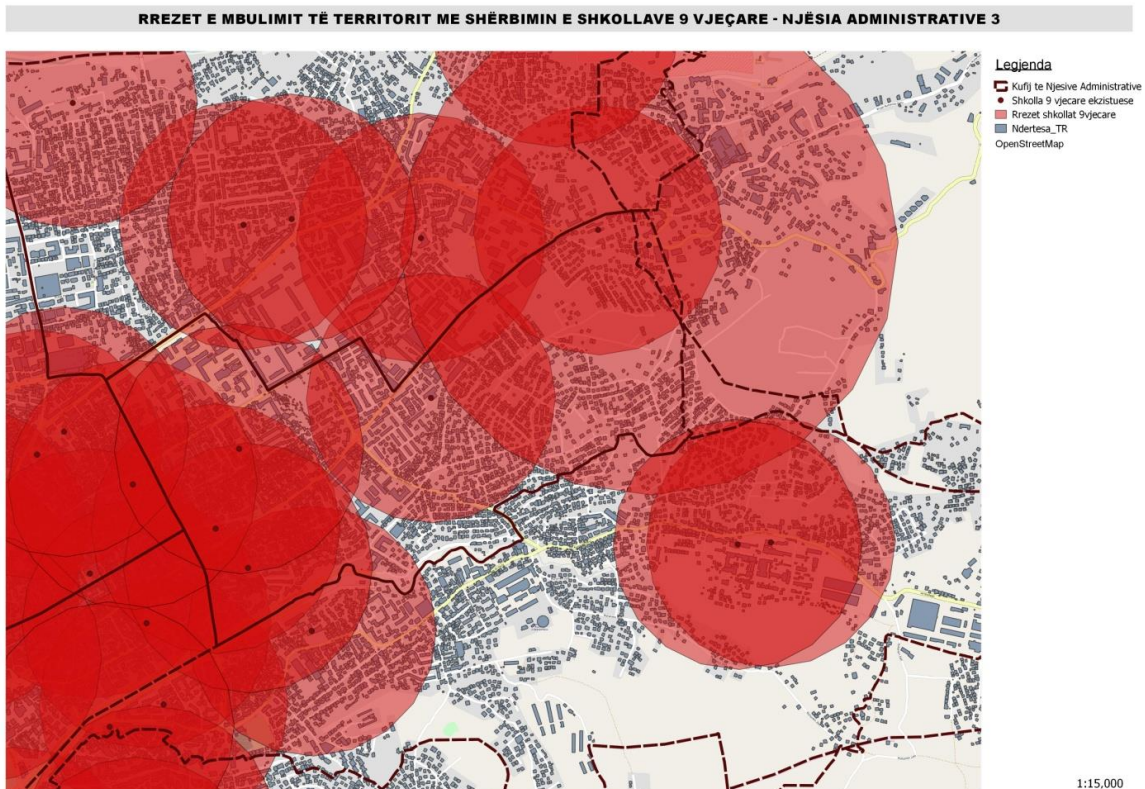 RREZET E MBULIMIT TË TERRITORIT ME SHËRBIMIN E SHKOLLAVE 9 VJEÇARE - NJËSIA ADMINISTRATIVE 3
Legjenda
Kufij te Njesive Administrative
Shkolla 9 vjecare ekzistuese
Rrezet shkollat 9vjecare
Ndertesa_TR
OpenStreetMap
1:15,000